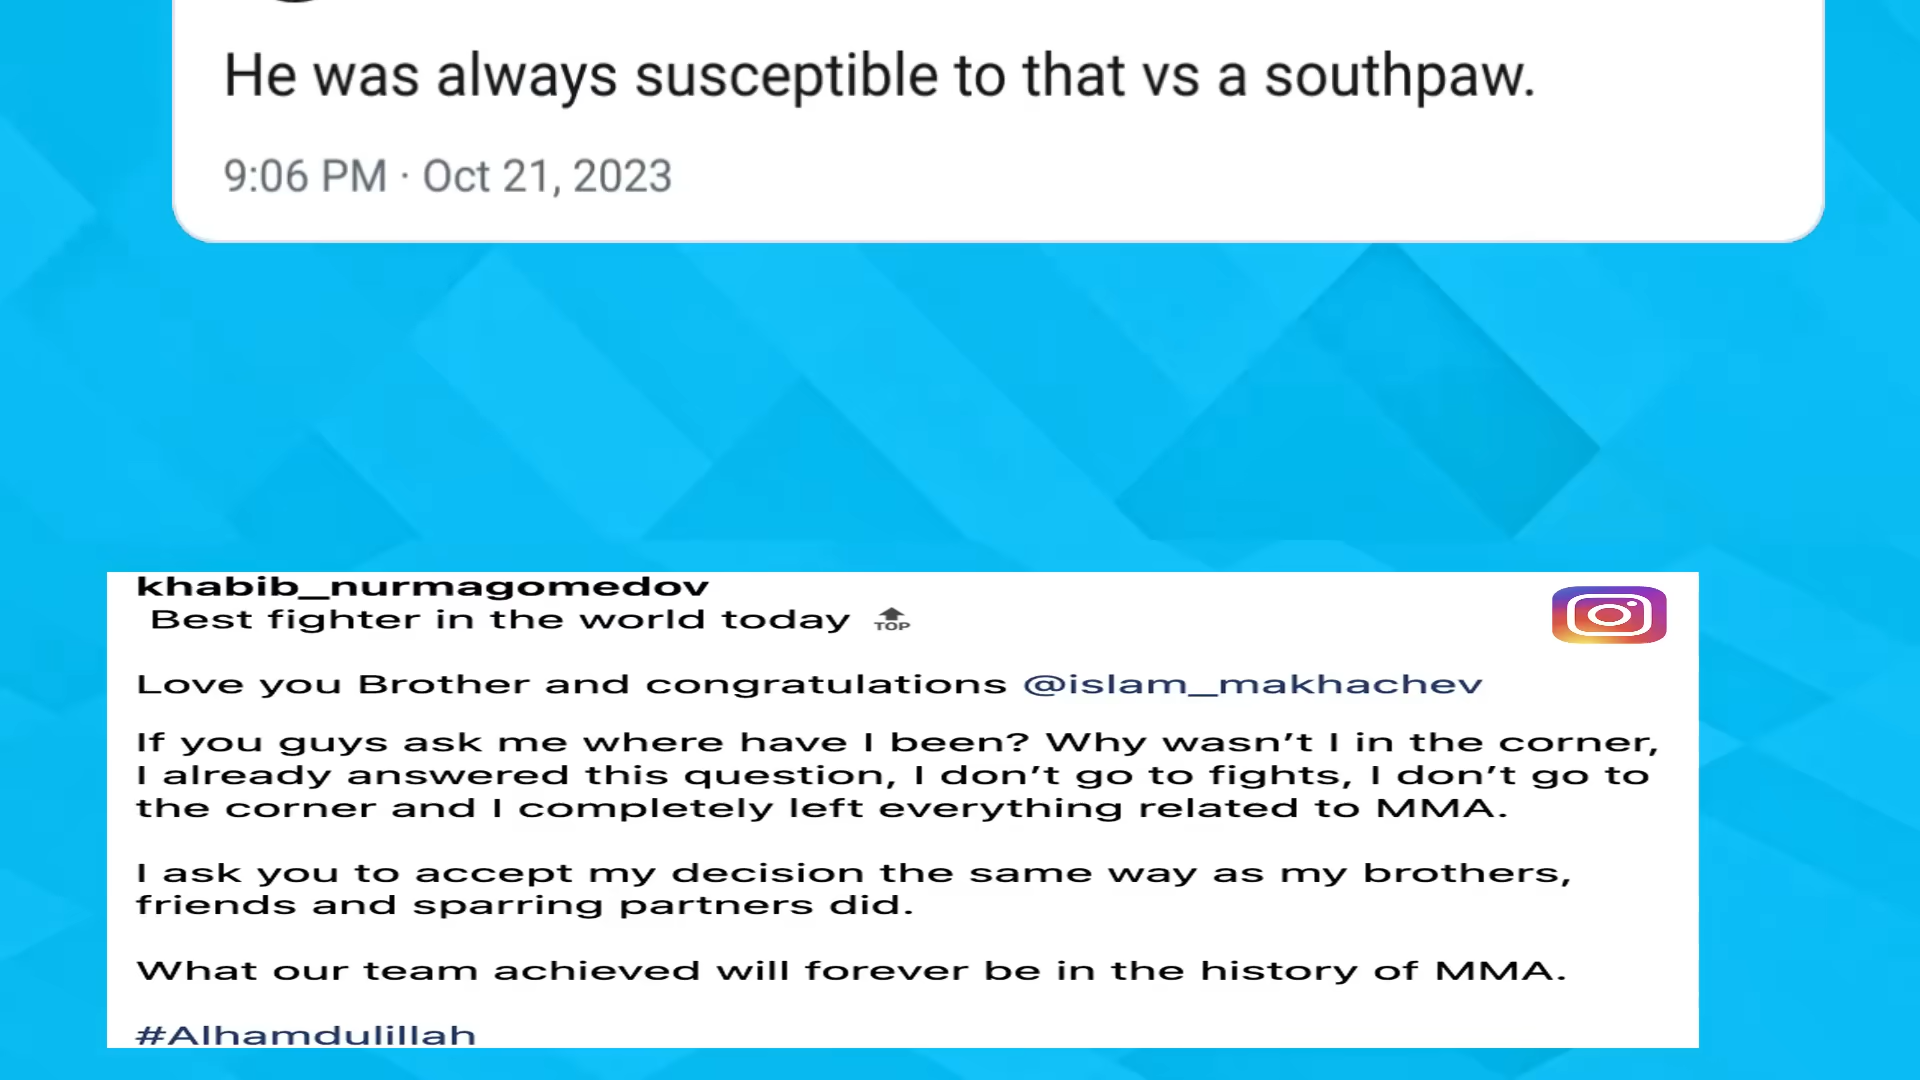 He was always susceptible to that vs a southpaw.
9:06 PM · Oct 21, 2023
khabib_nurmagomedov
Best fighter in the world today 🔝
Love you Brother and congratulations @islam_makhachev
If you guys ask me where have I been? Why wasn’t I in the corner,
I already answered this question, I don’t go to fights, I don’t go to
the corner and I completely left everything related to MMA.
I ask you to accept my decision the same way as my brothers,
friends and sparring partners did.
What our team achieved will forever be in the history of MMA.
#Alhamdulillah